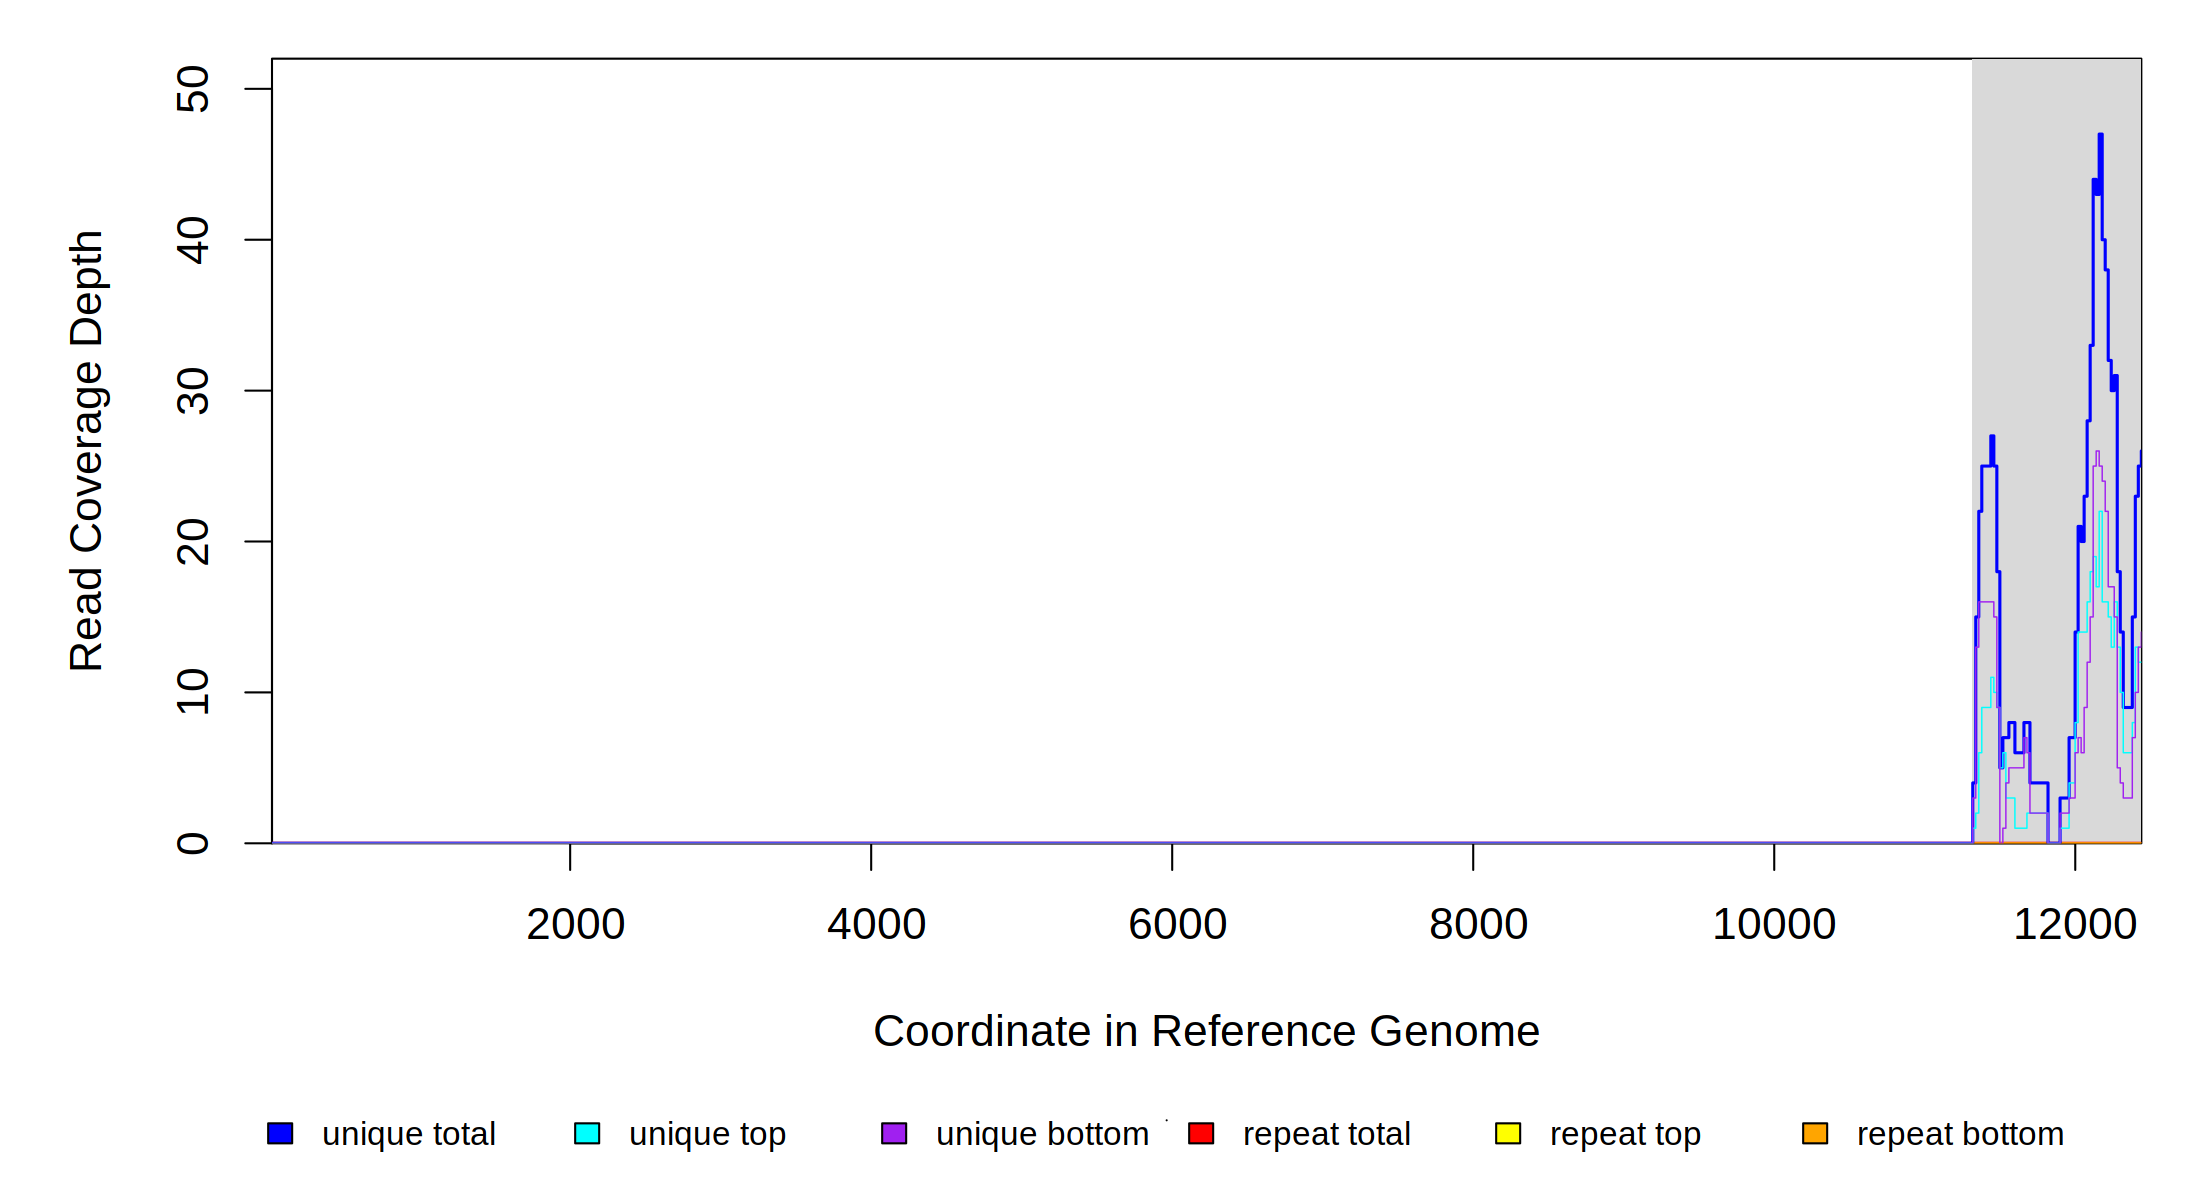 50
40
30
20
10
0
Read Coverage Depth
2000 4000 6000 8000 10000 12000
Coordinate in Reference Genome
unique total unique top unique bottom repeat total repeat top repeat bottom